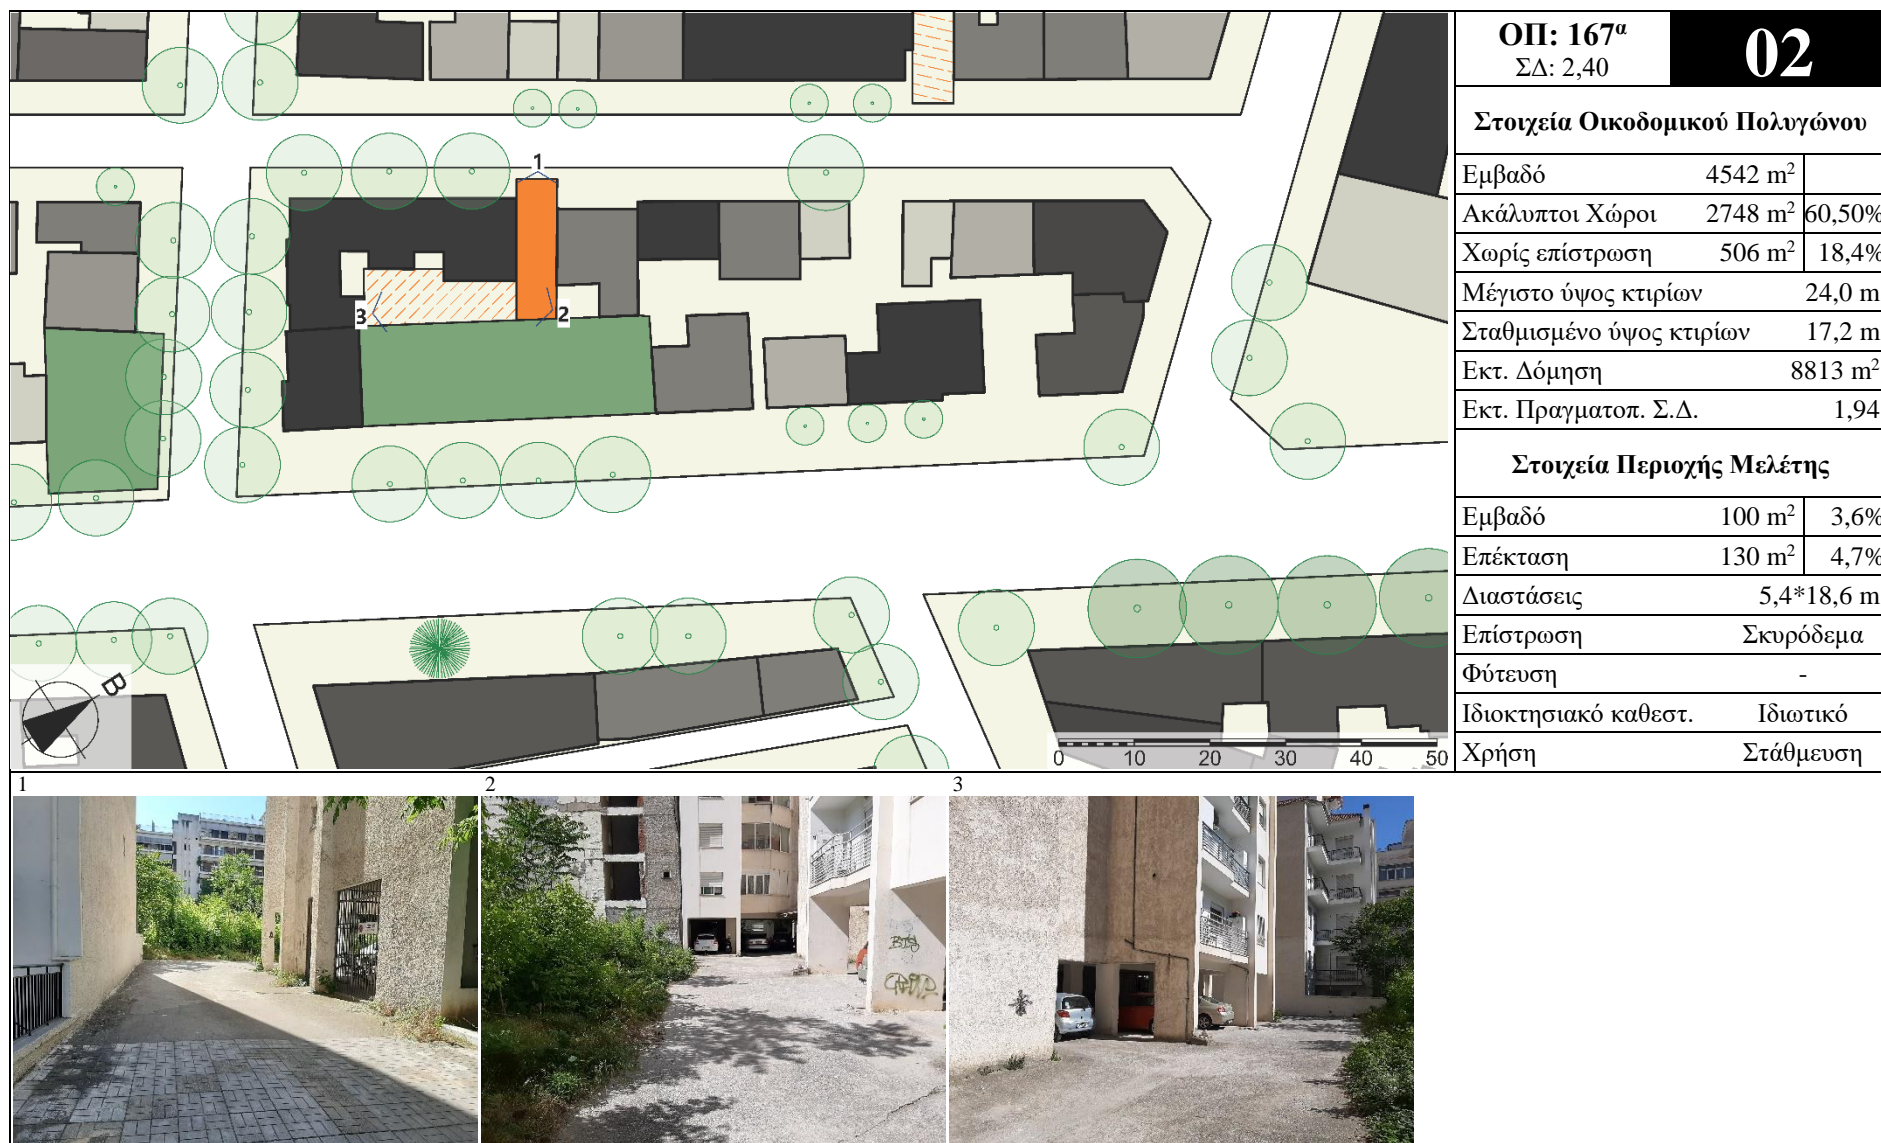 ΟΠ: 167α
ΣΔ: 2,40
02
Στοιχεία Οικοδομικού Πολυγώνου
Εμβαδό 4542 m²
Ακάλυπτοι Χώροι 2748 m² 60,50%
Χωρίς επίστρωση 506 m² 18,4%
Μέγιστο ύψος κτιρίων 24,0 m
Σταθμισμένο ύψος κτιρίων 17,2 m
Εκτ. Δόμηση 8813 m²
Εκτ. Πραγματοπ. Σ.Δ. 1,94
Στοιχεία Περιοχής Μελέτης
Εμβαδό 100 m² 3,6%
Επέκταση 130 m² 4,7%
Διαστάσεις 5,4*18,6 m
Επίστρωση Σκυρόδεμα
Φύτευση -
Ιδιοκτησιακό καθεστ. Ιδιωτικό
Χρήση Στάθμευση
1
2
3
Β
0 10 20 30 40 50
1
2
3